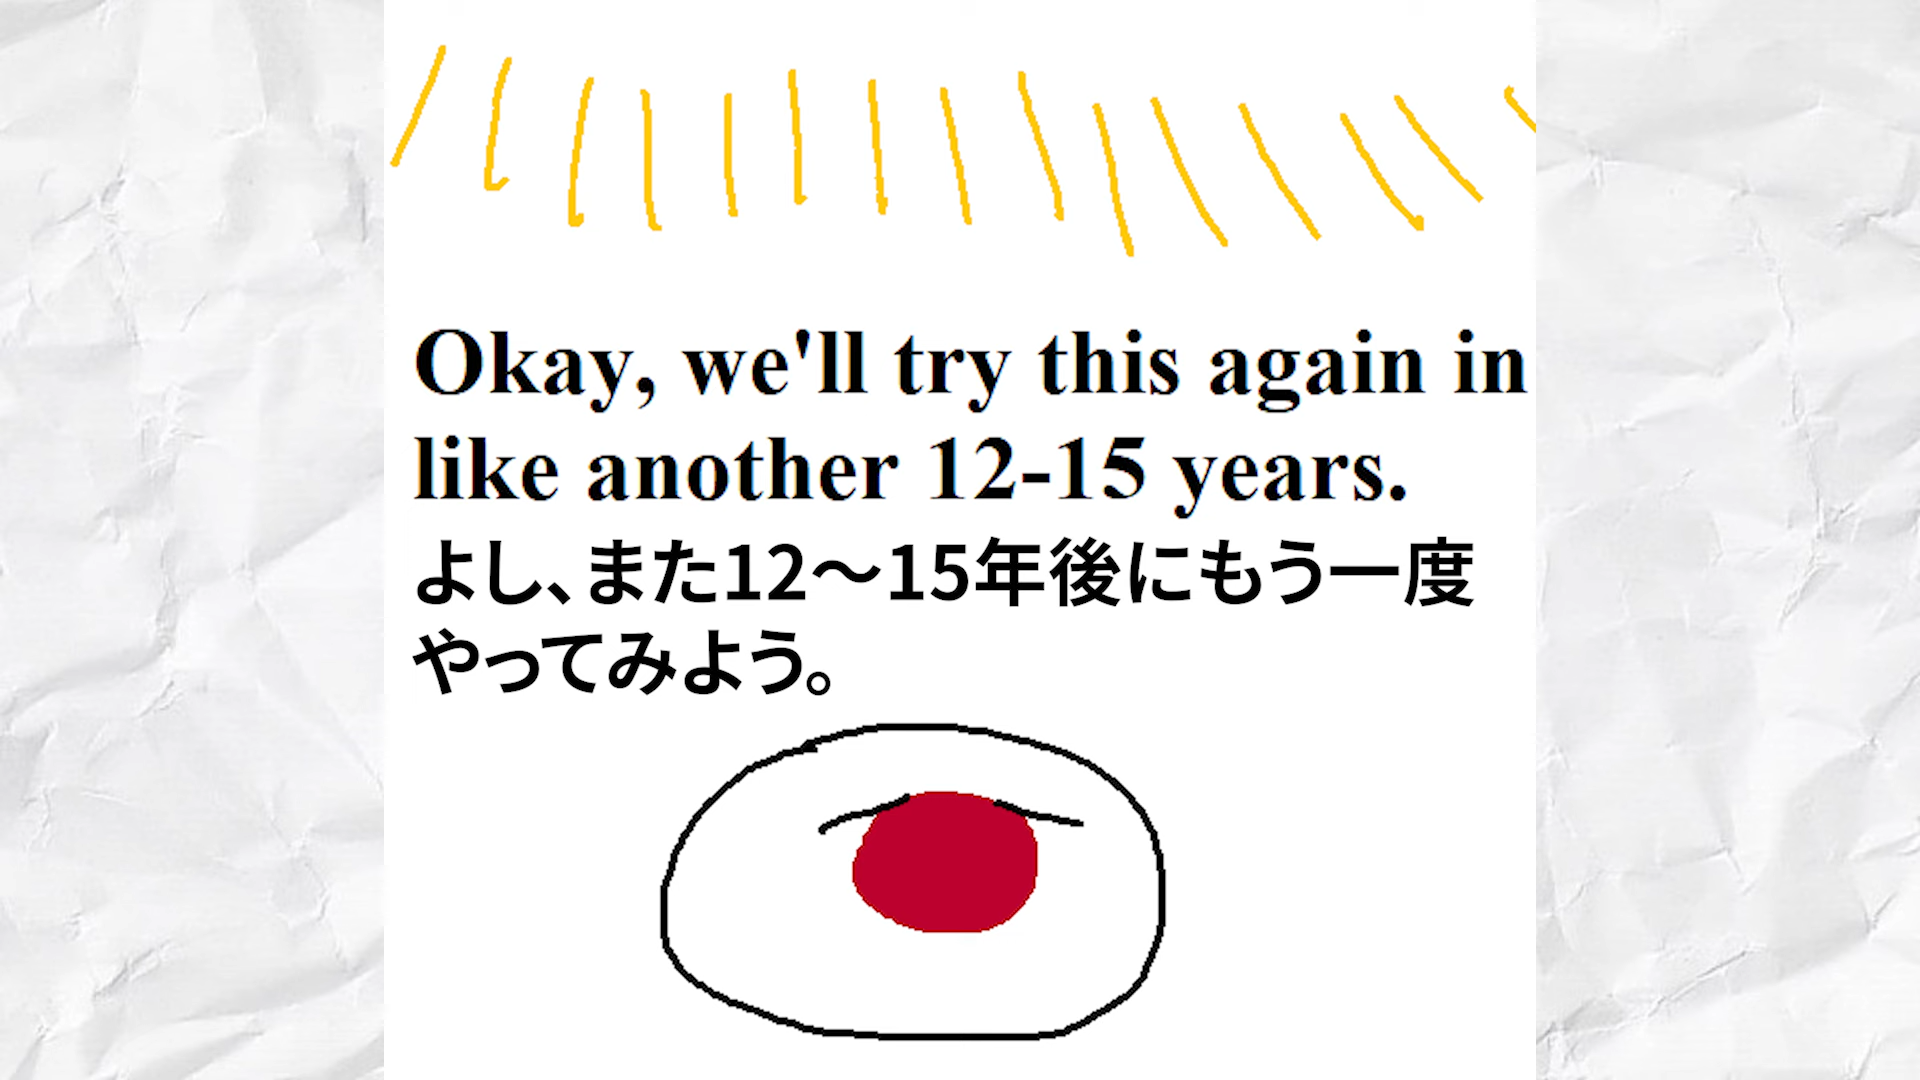 Okay, we'll try this again in
like another 12-15 years.
よし、また12～15年後にもう一度
やってみよう。